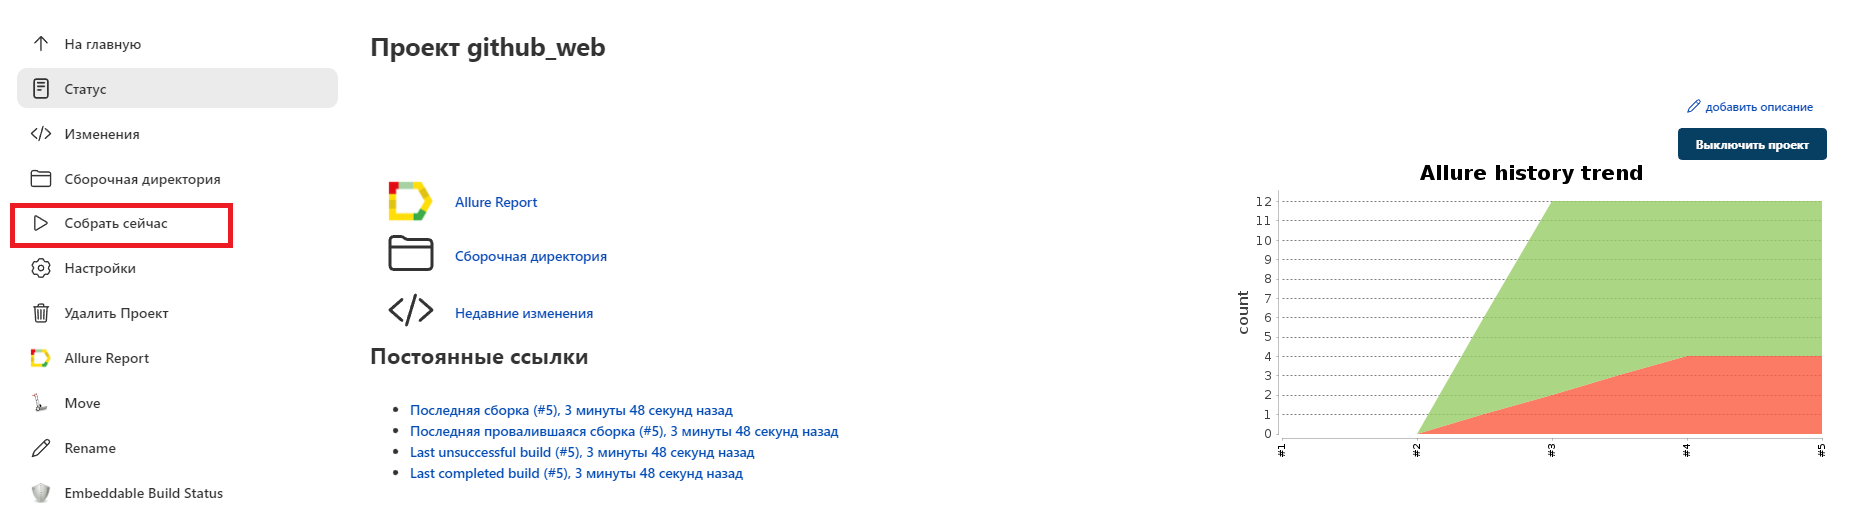 На главную
Статус
Изменения
Сборочная директория
Собрать сейчас
Настройки
Удалить Проект
Allure Report
Move
Rename
Embeddable Build Status
Проект github_web
добавить описание
Выключить проект
Allure Report
Сборочная директория
Недавние изменения
Постоянные ссылки
Последняя сборка (#5), 3 минуты 48 секунд назад
Последняя провалившаяся сборка (#5), 3 минуты 48 секунд назад
Last unsuccessful build (#5), 3 минуты 48 секунд назад
Last completed build (#5), 3 минуты 48 секунд назад
Allure history trend
count
12
11
10
9
8
7
6
5
4
3
2
1
0
#1
#2
#3
#4
#5